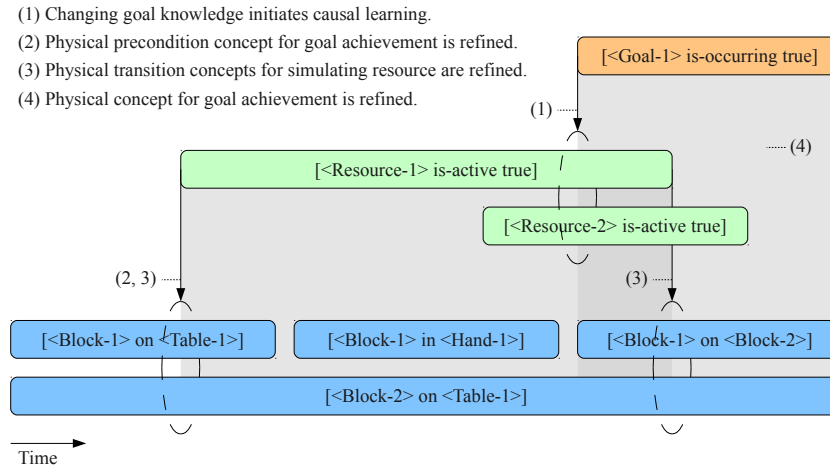 (1) Changing goal knowledge initiates causal learning.
(2) Physical precondition concept for goal achievement is refined.
(3) Physical transition concepts for simulating resource are refined.
(4) Physical concept for goal achievement is refined.
[<Goal-1> is-occurring true]
(1)
(4)
[<Resource-1> is-active true]
[<Resource-2> is-active true]
(2, 3)
(3)
[<Block-1> on <Table-1>]
[<Block-1> in <Hand-1>]
[<Block-1> on <Block-2>]
[<Block-2> on <Table-1>]
Time